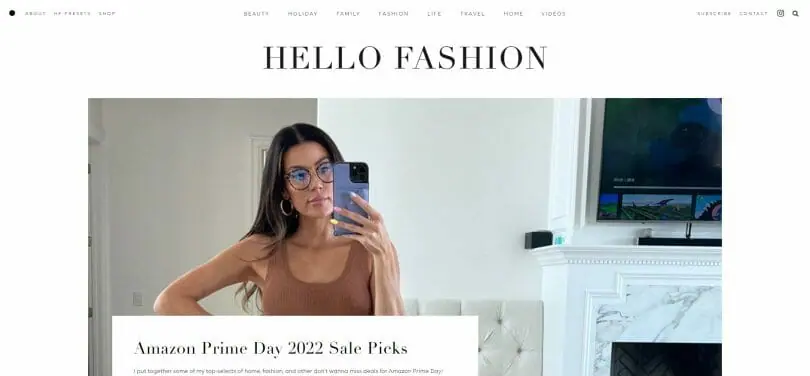 ABOUT HF PRESETS SHOP
BEAUTY HOLIDAY FAMILY FASHION LIFE TRAVEL HOME VIDEOS
SUBSCRIBE CONTACT
HELLO FASHION
Amazon Prime Day 2022 Sale Picks
I put together some of my top-selects of home, fashion, and other don't wanna miss deals for Amazon Prime Day!